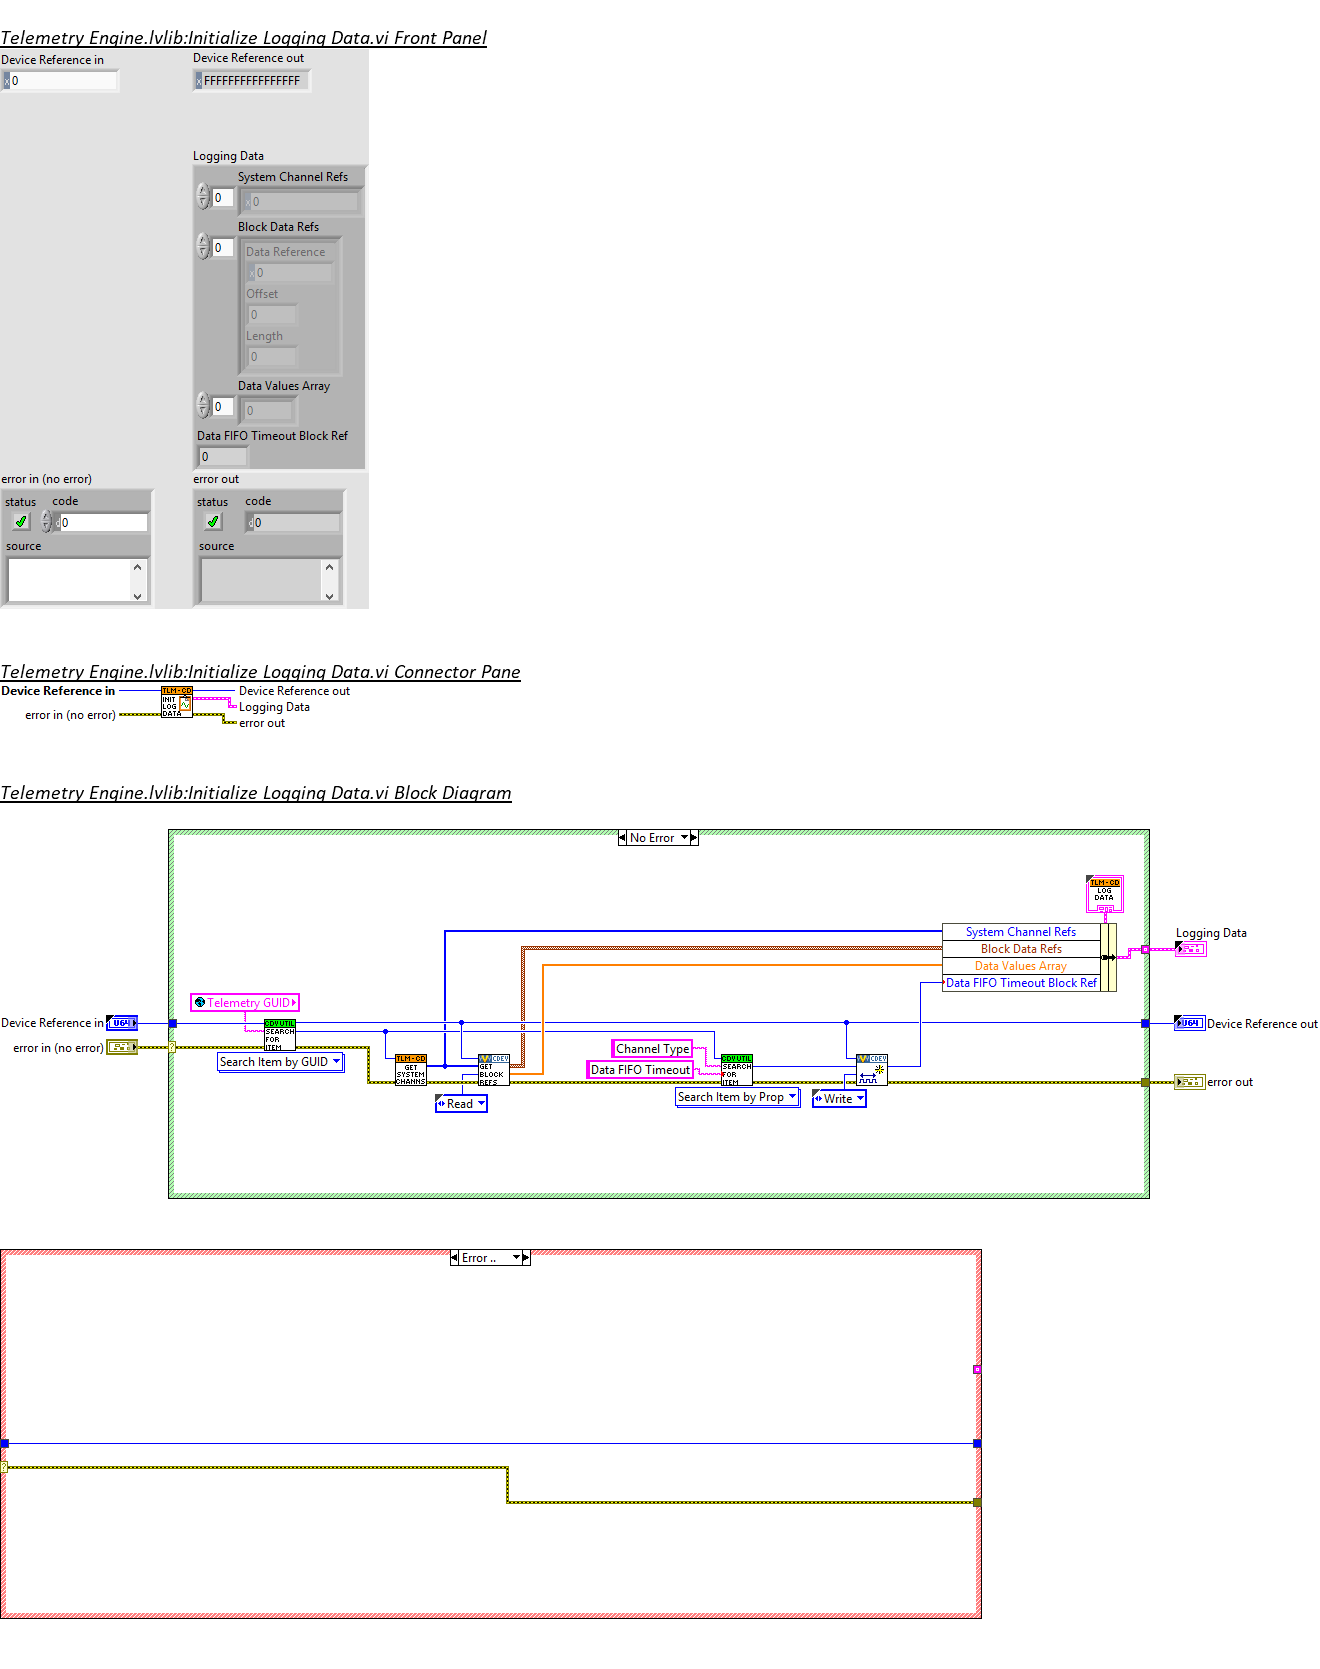 Telemetry Engine.lvlib:Initialize Logging Data.vi Front Panel
Device Reference in
Device Reference out
x 0
x FFFFFFFFFFFFFFFF
Logging Data
System Channel Refs
0
x 0
Block Data Refs
0
Data Reference
x 0
Offset
0
Length
0
Data Values Array
0
0
Data FIFO Timeout Block Ref
0
error in (no error)
error out
status code
status code
d 0
d 0
source
source
Telemetry Engine.lvlib:Initialize Logging Data.vi Connector Pane
Device Reference in
TLM-CD
INIT
LOG
DATA
Device Reference out
Logging Data
error in (no error)
error out
Telemetry Engine.lvlib:Initialize Logging Data.vi Block Diagram
No Error
TLM-CD
LOG
DATA
System Channel Refs
Block Data Refs
Data Values Array
Data FIFO Timeout Block Ref
Logging Data
Telemetry GUID
Device Reference in
U64
CDV UTIL
SEARCH
FOR
ITEM
U64
Device Reference out
error in (no error)
?
Search Item by GUID
TLM-CD
GET
SYSTEM
CHANNS
CDEV
GET
BLOCK
REFS
Read
Channel Type
Data FIFO Timeout
CDV UTIL
SEARCH
FOR
ITEM
Search Item by Prop
CDEV
Write
error out
Error ..
?